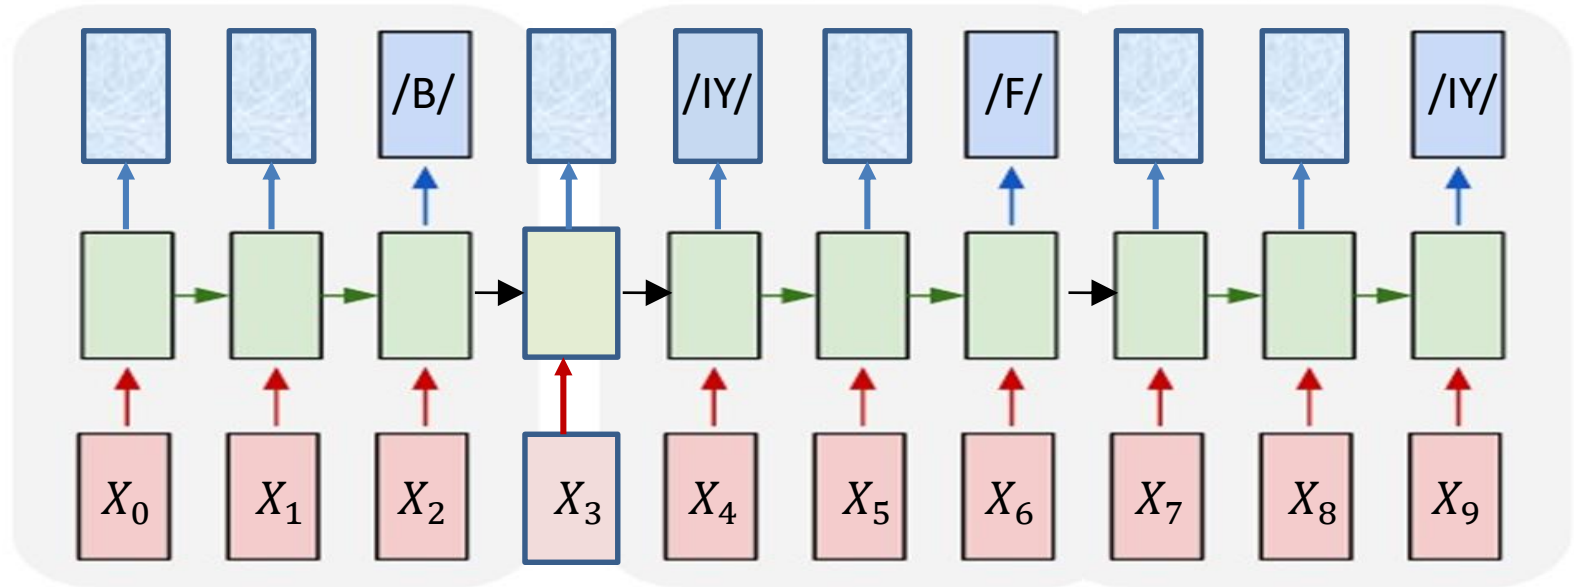 /B/ /IY/ /F/ /IY/
X₀ X₁ X₂ X₃ X₄ X₅ X₆ X₇ X₈ X₉